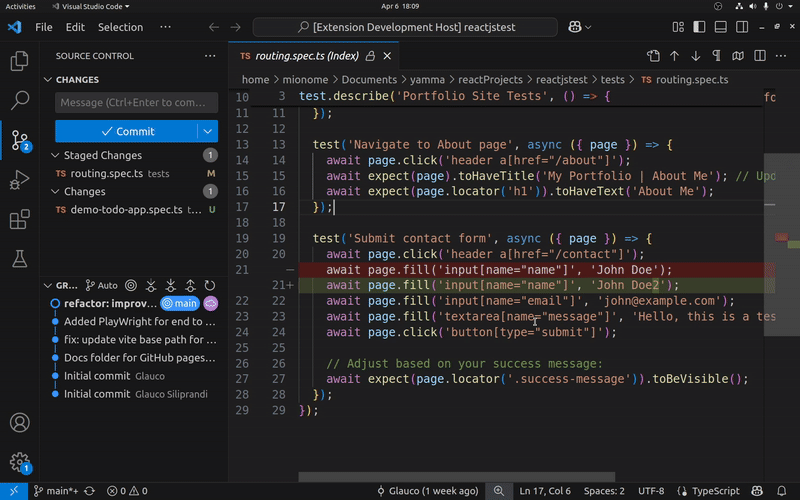 Activities Visual Studio Code Apr 6 18:09
File Edit Selection ··· [Extension Development Host] reactjstest
SOURCE CONTROL ···
CHANGES
Message (Ctrl+Enter to com…
Commit
Staged Changes 1
routing.spec.ts tests M
Changes 1
demo-todo-app.spec.ts t… U
GR… Auto
refactor: improv… main
Added PlayWright for end to …
fix: update vite base path for …
Docs folder for GitHub pages…
Initial commit Glauco
Initial commit Glauco Siliprandi
TS routing.spec.ts (Index)
home > mionome > Documents > yamma > reactProjects > reactjstest > tests > TS routing.spec.ts
10 3 test.describe('Portfolio Site Tests', () => {
11 11 });
12 12
13 13 test('Navigate to About page', async ({ page }) => {
14 14 await page.click('header a[href="/about"]');
15 15 await expect(page).toHaveTitle('My Portfolio | About Me'); // Upd
16 16 await expect(page.locator('h1')).toHaveText('About Me');
17 17 });
18 18
19 19 test('Submit contact form', async ({ page }) => {
20 20 await page.click('header a[href="/contact"]');
21 − await page.fill('input[name="name"]', 'John Doe');
21+ await page.fill('input[name="name"]', 'John Doe2');
22 22 await page.fill('input[name="email"]', 'john@example.com');
23 23 await page.fill('textarea[name="message"]', 'Hello, this is a tes
24 24 await page.click('button[type="submit"]');
26 26 // Adjust based on your success message:
27 27 await expect(page.locator('.success-message')).toBeVisible();
28 28 });
29 29 });
2
1
main*+ 0 0 Glauco (1 week ago) Ln 17, Col 6 Spaces: 2 UTF-8 {} TypeScript